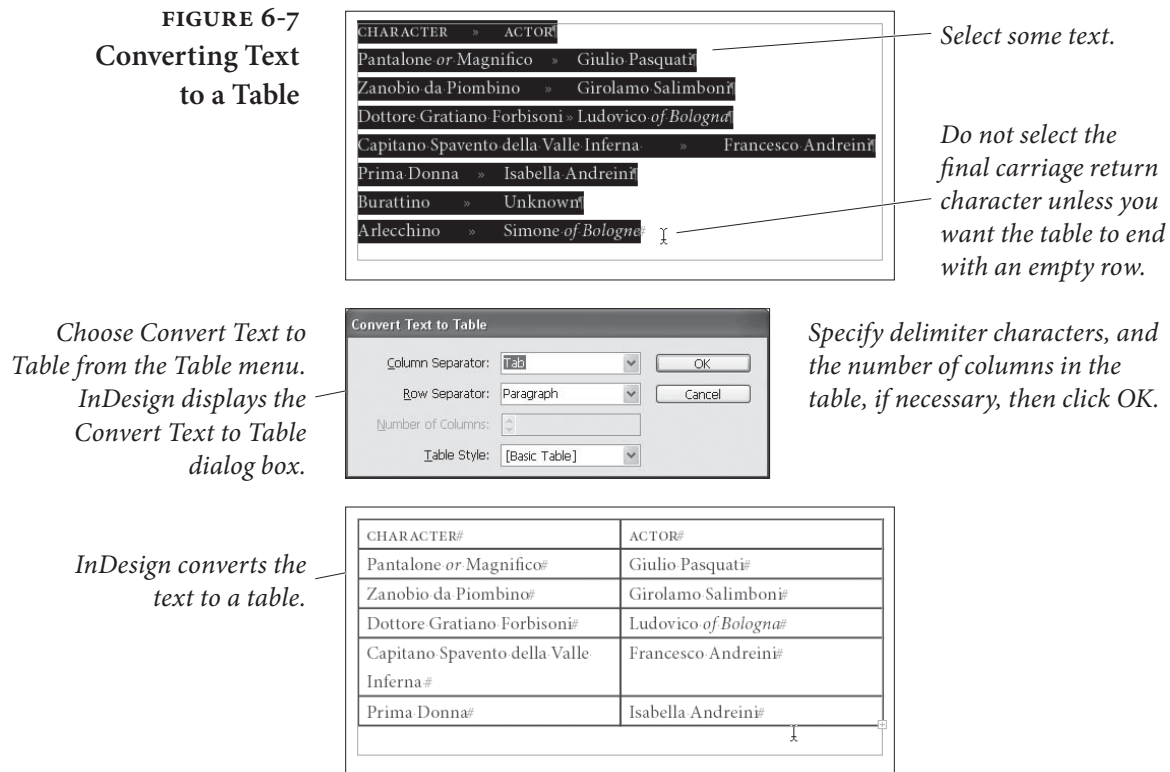 FIGURE 6-7
Converting Text
to a Table
CHARACTER » ACTOR¶
Pantalone·or·Magnifico » Giulio·Pasquati¶
Zanobio·da·Piombino » Girolamo·Salimboni¶
Dottore·Gratiano·Forbisoni » Ludovico·of·Bologna¶
Capitano·Spavento·della·Valle·Inferna· » Francesco·Andreini¶
Prima·Donna » Isabella·Andreini¶
Burattino » Unknown¶
Arlecchino » Simone·of·Bologne#
Select some text.
Do not select the
final carriage return
character unless you
want the table to end
with an empty row.
Choose Convert Text to
Table from the Table menu.
InDesign displays the
Convert Text to Table
dialog box.
Convert Text to Table
Column Separator: Tab
Row Separator: Paragraph
Number of Columns:
Table Style: [Basic Table]
OK
Cancel
Specify delimiter characters, and
the number of columns in the
table, if necessary, then click OK.
InDesign converts the
text to a table.
CHARACTER# ACTOR#
Pantalone·or·Magnifico# Giulio·Pasquati#
Zanobio·da·Piombino# Girolamo·Salimboni#
Dottore·Gratiano·Forbisoni# Ludovico·of·Bologna#
Capitano·Spavento·della·Valle· Francesco·Andreini#
Inferna·#
Prima·Donna# Isabella·Andreini#